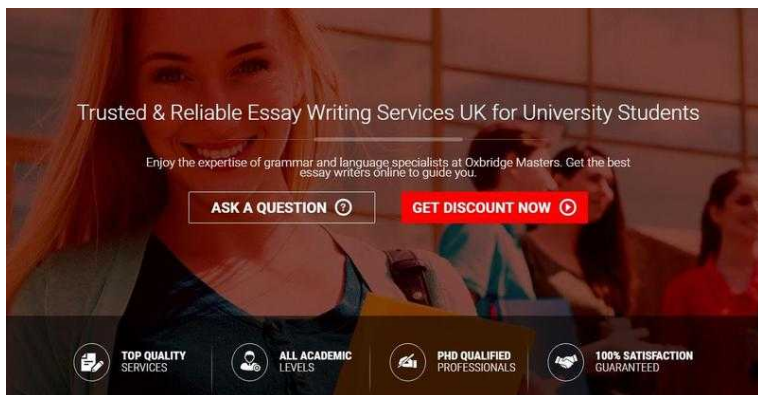 Trusted & Reliable Essay Writing Services UK for University Students
Enjoy the expertise of grammar and language specialists at Oxbridge Masters. Get the best
essay writers online to guide you.
ASK A QUESTION
GET DISCOUNT NOW
TOP QUALITY
SERVICES
ALL ACADEMIC
LEVELS
PHD QUALIFIED
PROFESSIONALS
100% SATISFACTION
GUARANTEED